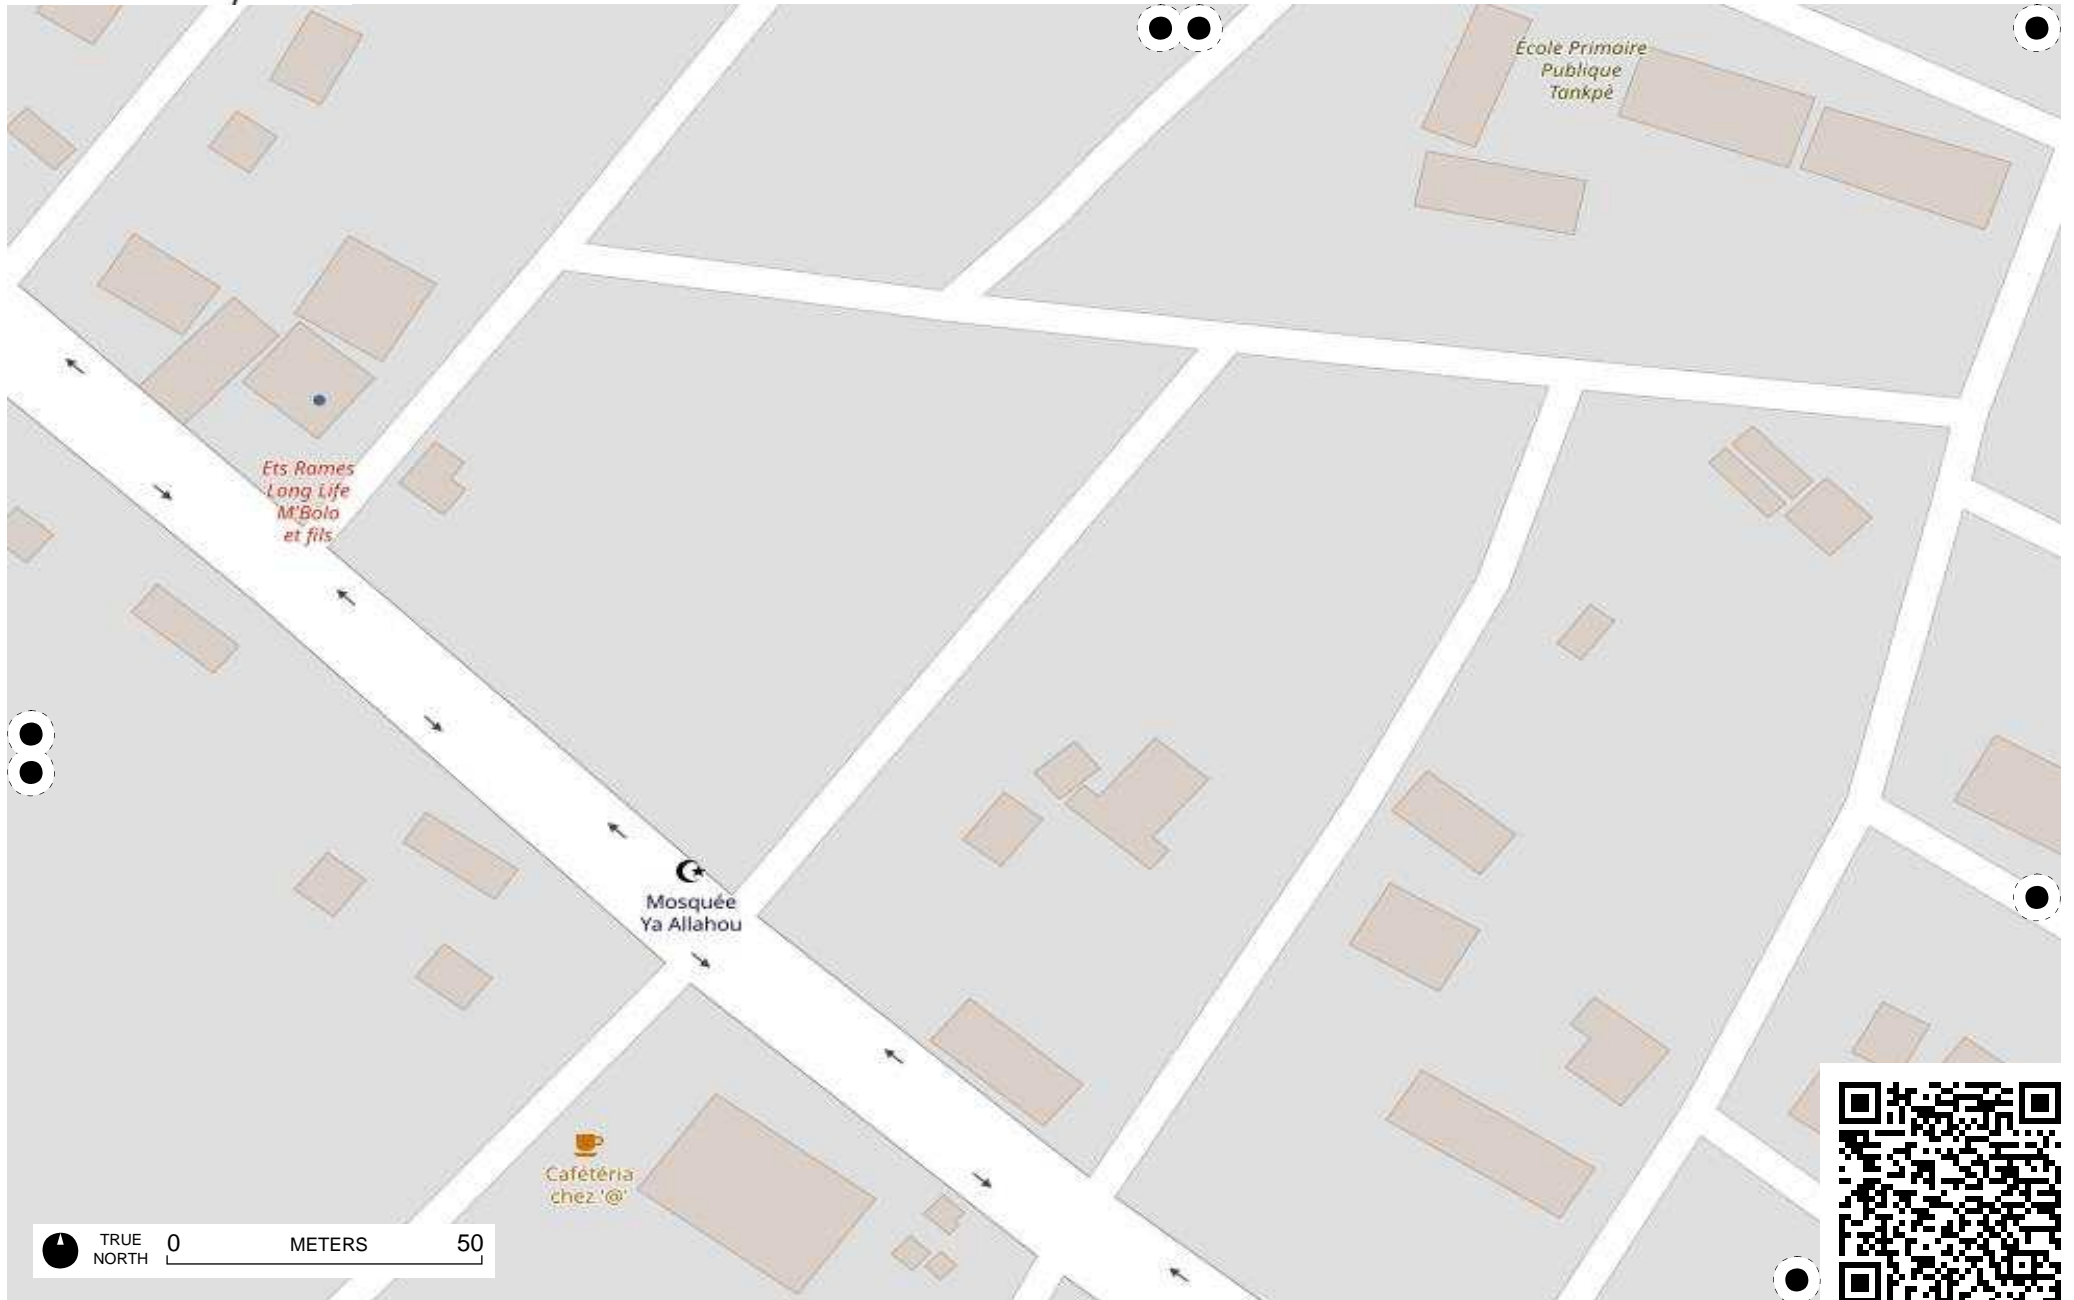 École Primaire
Publique
Tankpè
Ets Rames
Long Life
M'Bolo
et fils
Mosquée
Ya Allahou
Cafétéria
chez '@'
TRUE
NORTH
0 METERS 50